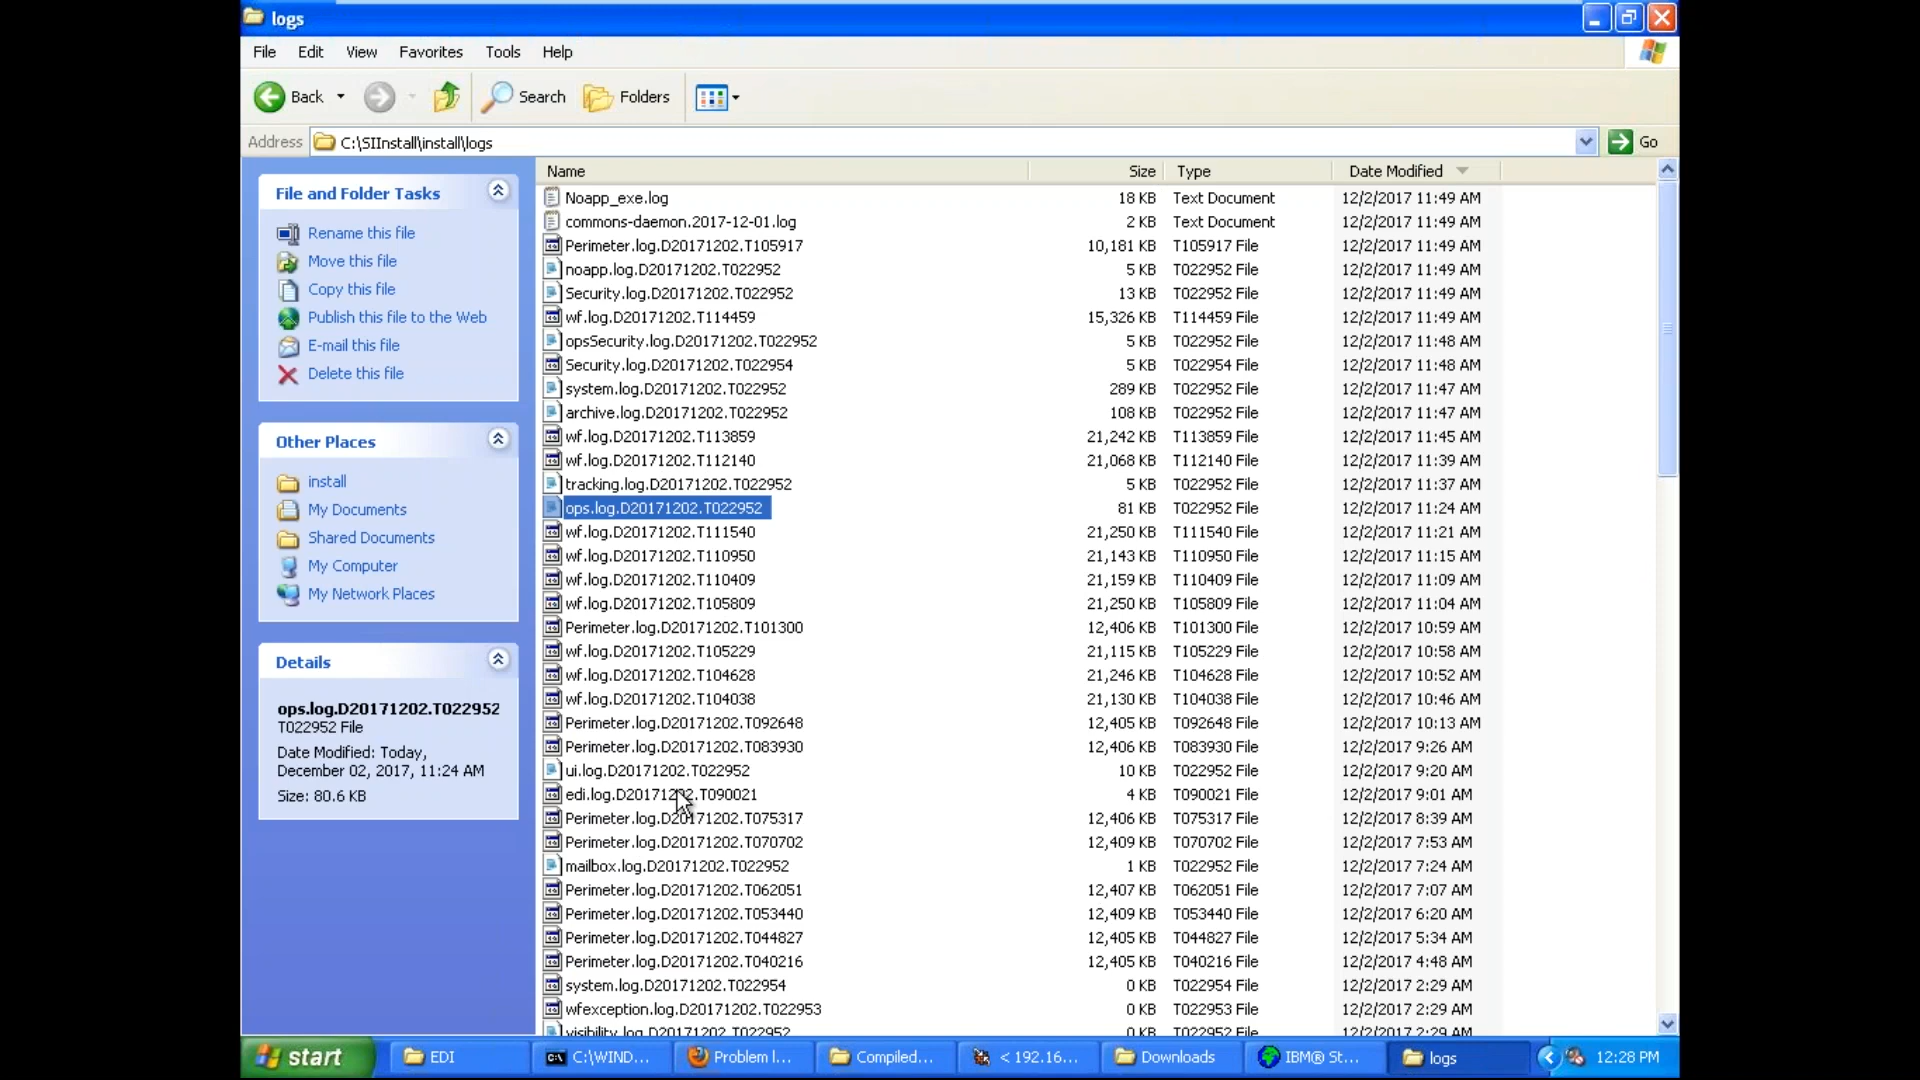 logs
File Edit View Favorites Tools Help
Back Search Folders
Address C:\SIInstall\install\logs Go
File and Folder Tasks
Rename this file
Move this file
Copy this file
Publish this file to the Web
E-mail this file
Delete this file
Other Places
install
My Documents
Shared Documents
My Computer
My Network Places
Details
ops.log.D20171202.T022952
T022952 File
Date Modified: Today,
December 02, 2017, 11:24 AM
Size: 80.6 KB
Name Size Type Date Modified
Noapp_exe.log 18 KB Text Document 12/2/2017 11:49 AM
commons-daemon.2017-12-01.log 2 KB Text Document 12/2/2017 11:49 AM
Perimeter.log.D20171202.T105917 10,181 KB T105917 File 12/2/2017 11:49 AM
noapp.log.D20171202.T022952 5 KB T022952 File 12/2/2017 11:49 AM
Security.log.D20171202.T022952 13 KB T022952 File 12/2/2017 11:49 AM
wf.log.D20171202.T114459 15,326 KB T114459 File 12/2/2017 11:49 AM
opsSecurity.log.D20171202.T022952 5 KB T022952 File 12/2/2017 11:48 AM
Security.log.D20171202.T022954 5 KB T022954 File 12/2/2017 11:48 AM
system.log.D20171202.T022952 289 KB T022952 File 12/2/2017 11:47 AM
archive.log.D20171202.T022952 108 KB T022952 File 12/2/2017 11:47 AM
wf.log.D20171202.T113859 21,242 KB T113859 File 12/2/2017 11:45 AM
wf.log.D20171202.T112140 21,068 KB T112140 File 12/2/2017 11:39 AM
tracking.log.D20171202.T022952 5 KB T022952 File 12/2/2017 11:37 AM
ops.log.D20171202.T022952 81 KB T022952 File 12/2/2017 11:24 AM
wf.log.D20171202.T111540 21,250 KB T111540 File 12/2/2017 11:21 AM
wf.log.D20171202.T110950 21,143 KB T110950 File 12/2/2017 11:15 AM
wf.log.D20171202.T110409 21,159 KB T110409 File 12/2/2017 11:09 AM
wf.log.D20171202.T105809 21,250 KB T105809 File 12/2/2017 11:04 AM
Perimeter.log.D20171202.T101300 12,406 KB T101300 File 12/2/2017 10:59 AM
wf.log.D20171202.T105229 21,115 KB T105229 File 12/2/2017 10:58 AM
wf.log.D20171202.T104628 21,246 KB T104628 File 12/2/2017 10:52 AM
wf.log.D20171202.T104038 21,130 KB T104038 File 12/2/2017 10:46 AM
Perimeter.log.D20171202.T092648 12,405 KB T092648 File 12/2/2017 10:13 AM
Perimeter.log.D20171202.T083930 12,406 KB T083930 File 12/2/2017 9:26 AM
ui.log.D20171202.T022952 10 KB T022952 File 12/2/2017 9:20 AM
edi.log.D20171202.T090021 4 KB T090021 File 12/2/2017 9:01 AM
Perimeter.log.D20171202.T075317 12,406 KB T075317 File 12/2/2017 8:39 AM
Perimeter.log.D20171202.T070702 12,409 KB T070702 File 12/2/2017 7:53 AM
mailbox.log.D20171202.T022952 1 KB T022952 File 12/2/2017 7:24 AM
Perimeter.log.D20171202.T062051 12,407 KB T062051 File 12/2/2017 7:07 AM
Perimeter.log.D20171202.T053440 12,409 KB T053440 File 12/2/2017 6:20 AM
Perimeter.log.D20171202.T044827 12,405 KB T044827 File 12/2/2017 5:34 AM
Perimeter.log.D20171202.T040216 12,405 KB T040216 File 12/2/2017 4:48 AM
system.log.D20171202.T022954 0 KB T022954 File 12/2/2017 2:29 AM
wfexception.log.D20171202.T022953 0 KB T022953 File 12/2/2017 2:29 AM
visibility.log.D20171202.T022952 0 KB T022952 File 12/2/2017 2:29 AM
start EDI C:\WIND... Problem l... Compiled... < 192.16... Downloads IBM® St... logs 12:28 PM